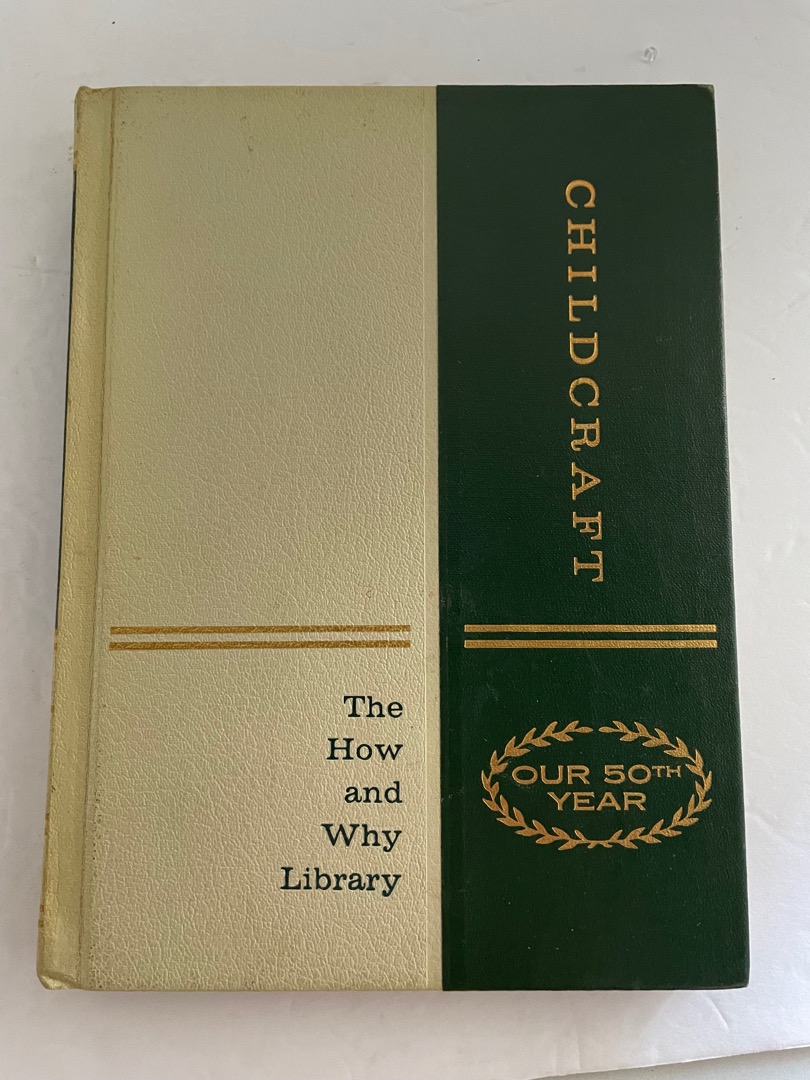 CHILDCRAFT
The
How
and
Why
Library
OUR 50TH
YEAR